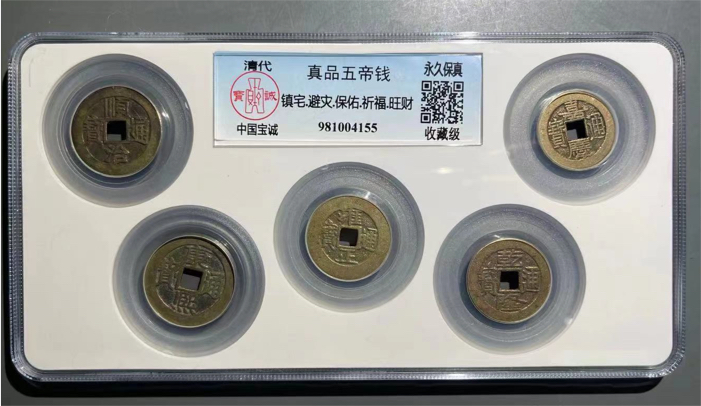 清代
真品五帝钱
永久保真
寶誠
镇宅.避灾.保佑.祈福.旺财
中国宝诚
981004155
收藏级
順治通寶
嘉慶通寶
康熙通寶
雍正通寶
乾隆通寶